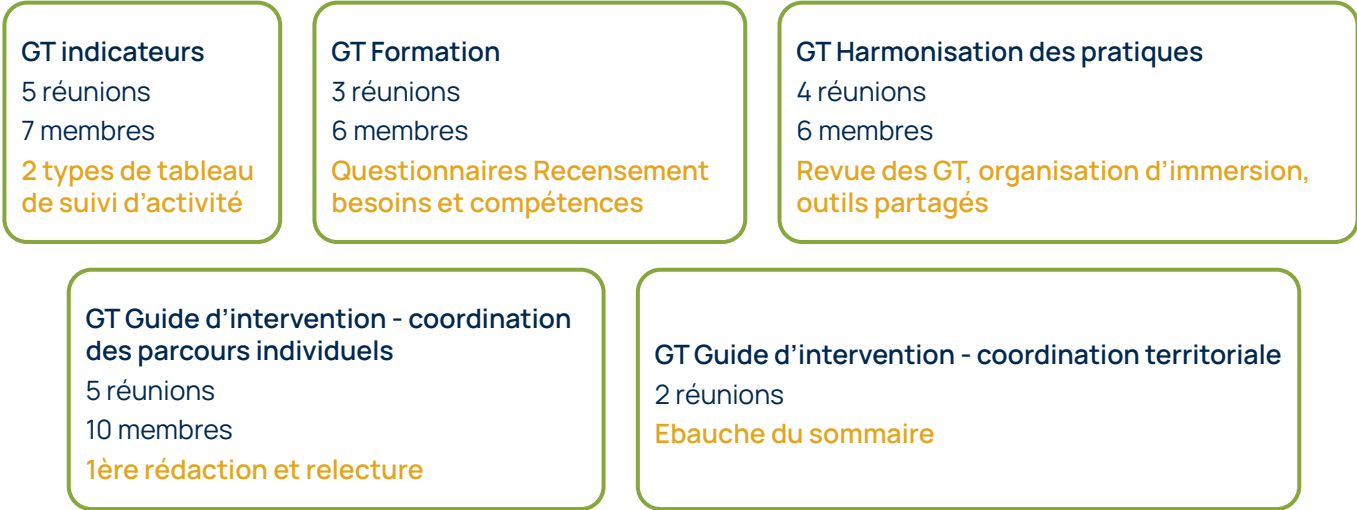 GT indicateurs
5 réunions
7 membres
2 types de tableau
de suivi d'activité
GT Formation
3 réunions
6 membres
Questionnaires Recensement
besoins et compétences
GT Harmonisation des pratiques
4 réunions
6 membres
Revue des GT, organisation d'immersion,
outils partagés
GT Guide d'intervention - coordination
des parcours individuels
5 réunions
10 membres
1ère rédaction et relecture
GT Guide d'intervention - coordination territoriale
2 réunions
Ebauche du sommaire